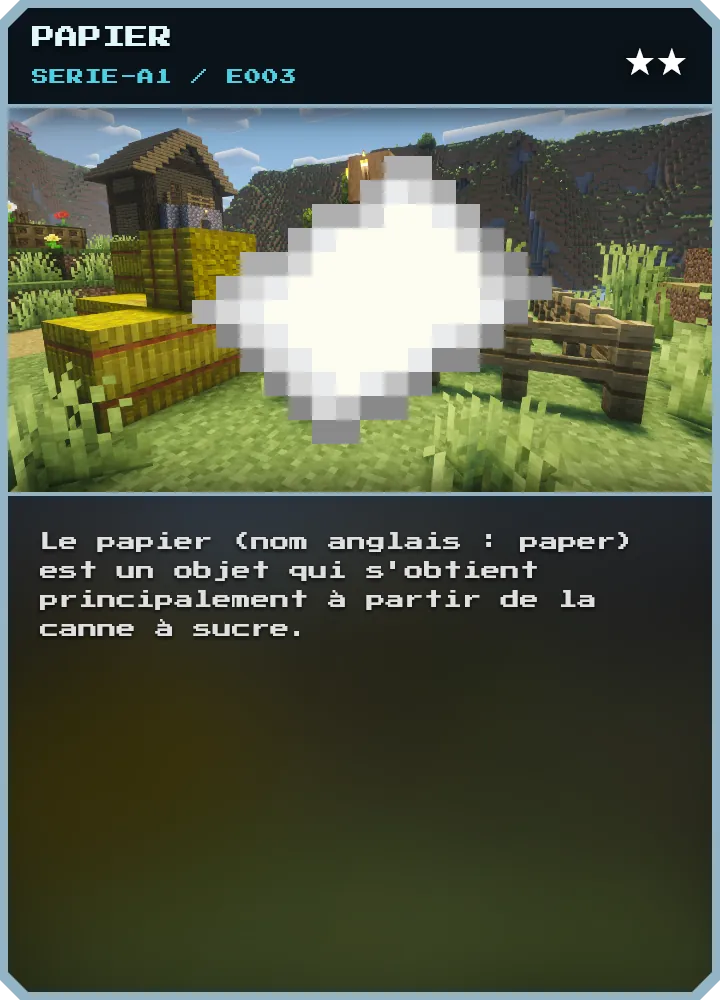 PAPIER
SERIE-A1 / E003
★★
Le papier (nom anglais : paper)
est un objet qui s'obtient
principalement à partir de la
canne à sucre.